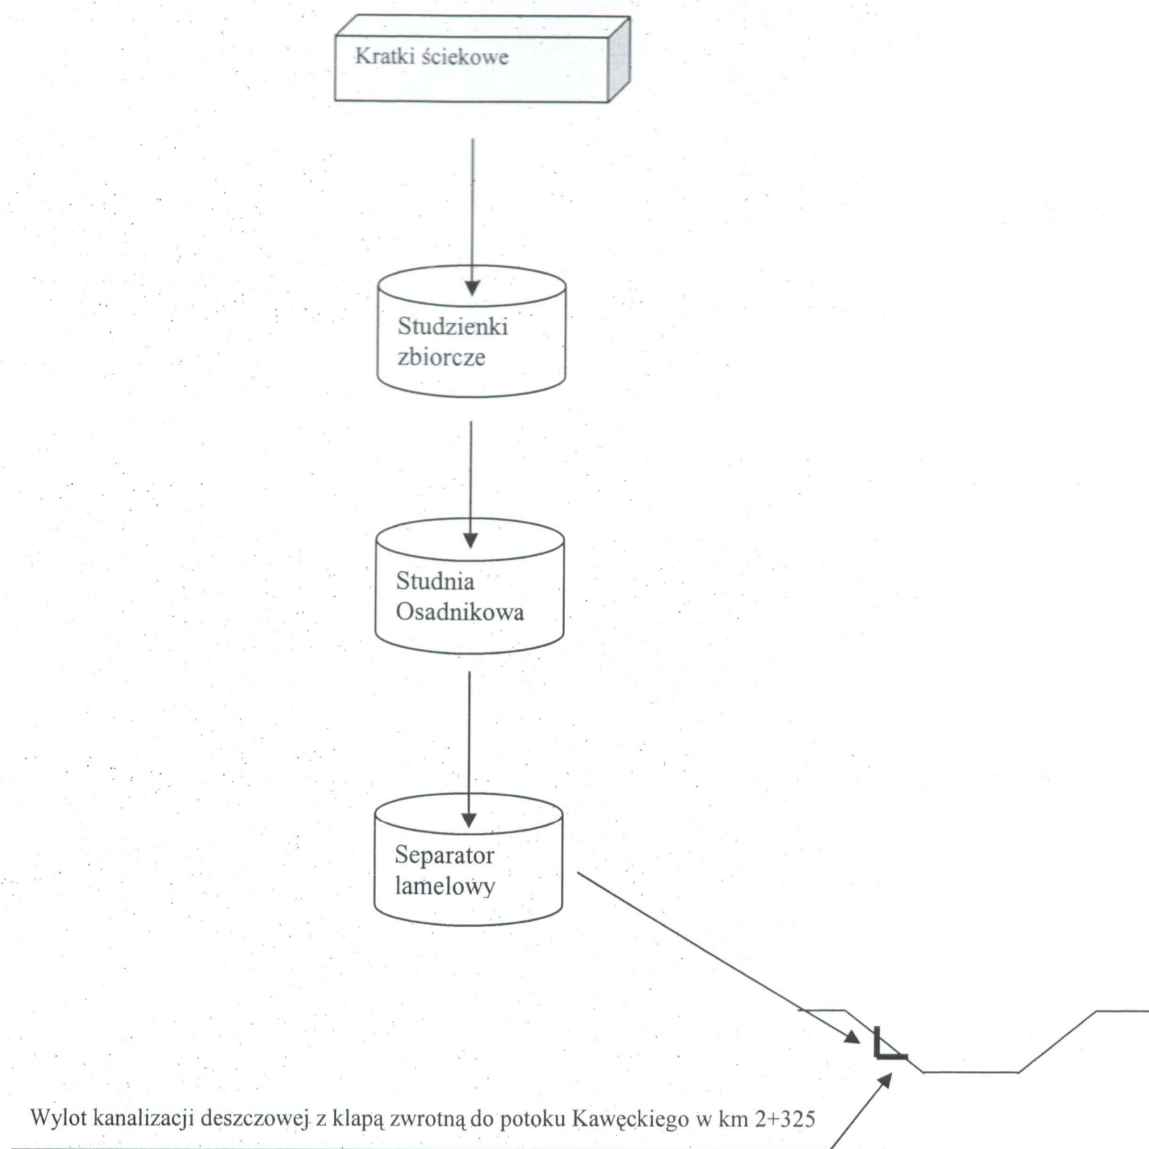 Kratki ściekowe
Studzienki
zbiorcze
Studnia
Osadnikowa
Separator
lamelowy
Wylot kanalizacji deszczowej z klapą zwrotną do potoku Kawęckiego w km 2+325